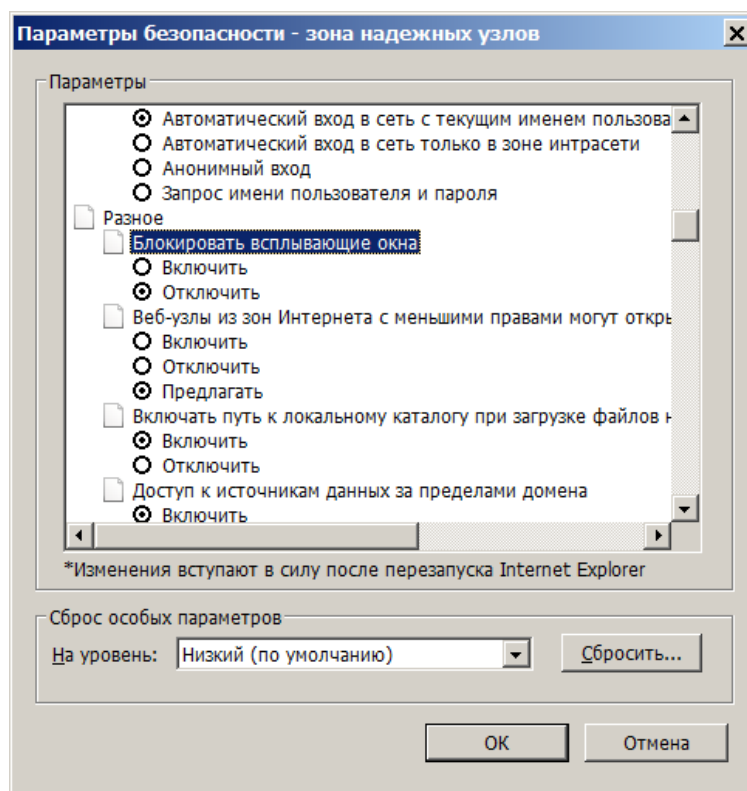 Параметры безопасности - зона надежных узлов
Параметры
Автоматический вход в сеть с текущим именем пользова
Автоматический вход в сеть только в зоне интрасети
Анонимный вход
Запрос имени пользователя и пароля
Разное
Блокировать всплывающие окна
Включить
Отключить
Веб-узлы из зон Интернета с меньшими правами могут откры
Включить
Отключить
Предлагать
Включать путь к локальному каталогу при загрузке файлов н
Включить
Отключить
Доступ к источникам данных за пределами домена
Включить
*Изменения вступают в силу после перезапуска Internet Explorer
Сброс особых параметров
На уровень: Низкий (по умолчанию) Сбросить...
ОК Отмена